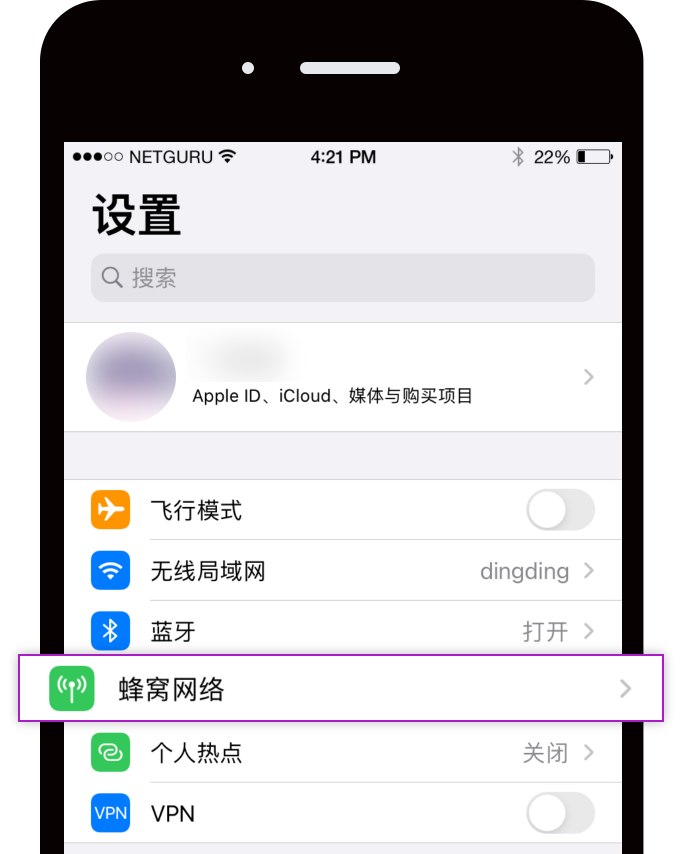 NETGURU 4:21 PM 22%
设置
搜索
Apple ID、iCloud、媒体与购买项目
飞行模式
无线局域网 dingding
蓝牙 打开
蜂窝网络
个人热点 关闭
VPN VPN